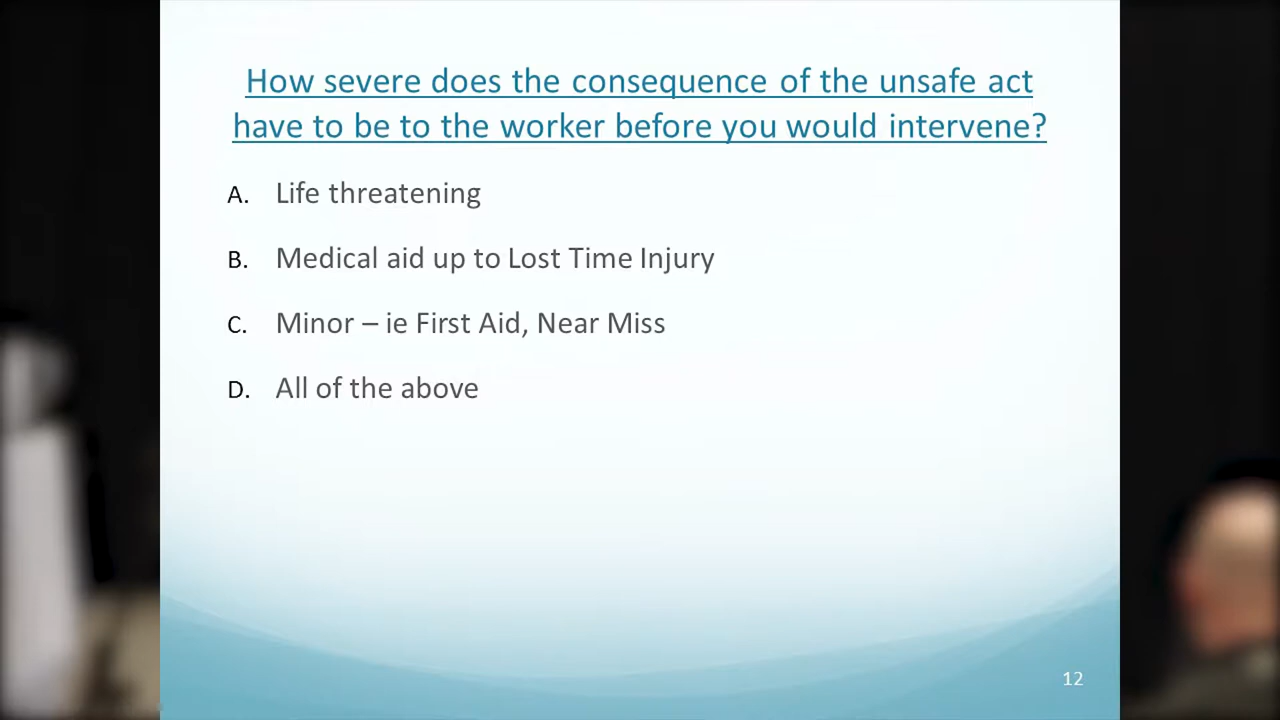 How severe does the consequence of the unsafe act
have to be to the worker before you would intervene?
A. Life threatening
B. Medical aid up to Lost Time Injury
C. Minor – ie First Aid, Near Miss
D. All of the above
12